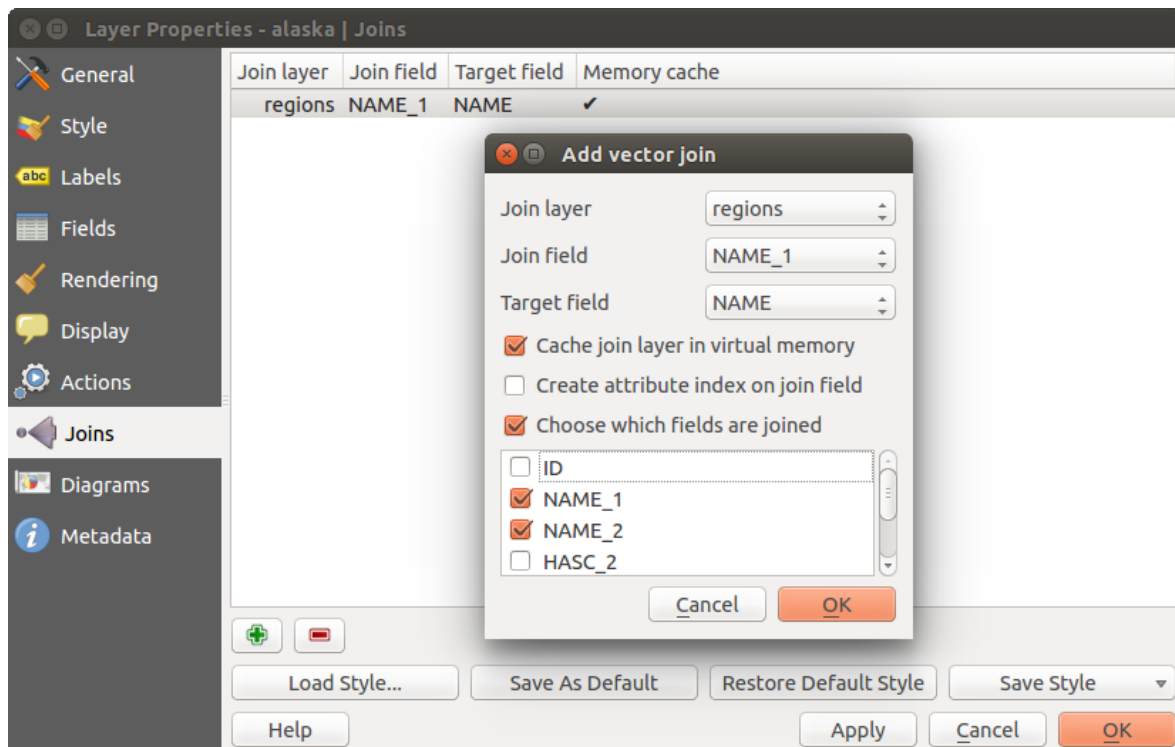 Layer Properties - alaska | Joins
General
Style
abc Labels
Fields
Rendering
Display
Actions
Joins
Diagrams
i Metadata
Join layer Join field Target field Memory cache
regions NAME_1 NAME ✔
Add vector join
Join layer regions
Join field NAME_1
Target field NAME
Cache join layer in virtual memory
Create attribute index on join field
Choose which fields are joined
ID
NAME_1
NAME_2
HASC_2
Cancel OK
Load Style... Save As Default Restore Default Style Save Style
Help Apply Cancel OK